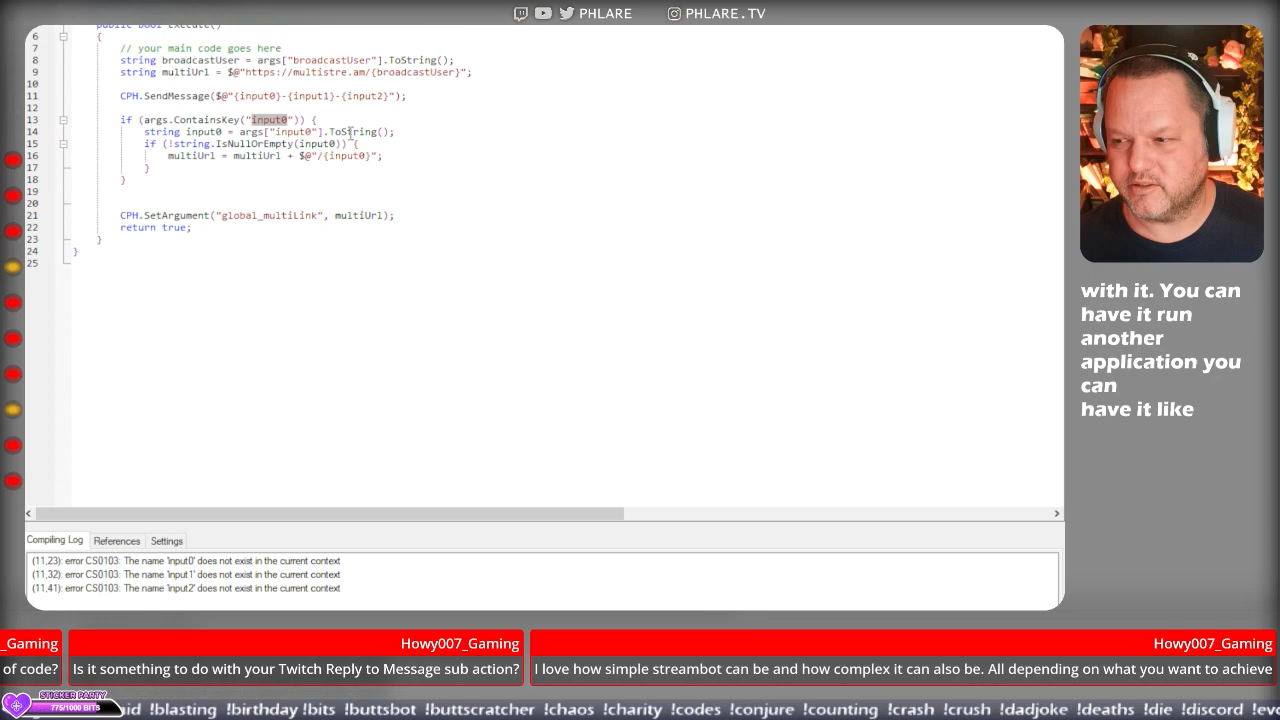 PHLARE PHLARE.TV
6 {
7 // your main code goes here
8 string broadcastUser = args["broadcastUser"].ToString();
9 string multiUrl = $@"https://multistre.am/{broadcastUser}";
10
11 CPH.SendMessage($@"{input0}-{input1}-{input2}");
12
13 if (args.ContainsKey("input0")) {
14 string input0 = args["input0"].ToString();
15 if (!string.IsNullOrEmpty(input0)) {
16 multiUrl = multiUrl + $@"/{input0}";
17 }
18 }
19
20
21 CPH.SetArgument("global_multiLink", multiUrl);
22 return true;
23 }
24 }
25
with it. You can
have it run
another
application you
can
have it like
Compiling Log References Settings
(11,23): error CS0103: The name 'input0' does not exist in the current context
(11,32): error CS0103: The name 'input1' does not exist in the current context
(11,41): error CS0103: The name 'input2' does not exist in the current context
_Gaming Howy007_Gaming Howy007_Gaming
of code? Is it something to do with your Twitch Reply to Message sub action? I love how simple streambot can be and how complex it can also be. All depending on what you want to achieve
STICKER PARTY
775/1000 BITS
!blasting !birthday !bits !buttsbot !buttscratcher !chaos !charity !codes !conjure !counting !crash !crush !dadjoke !deaths !die !discord